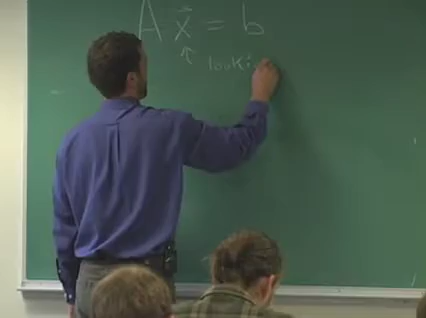 A x⃗ = b
looki